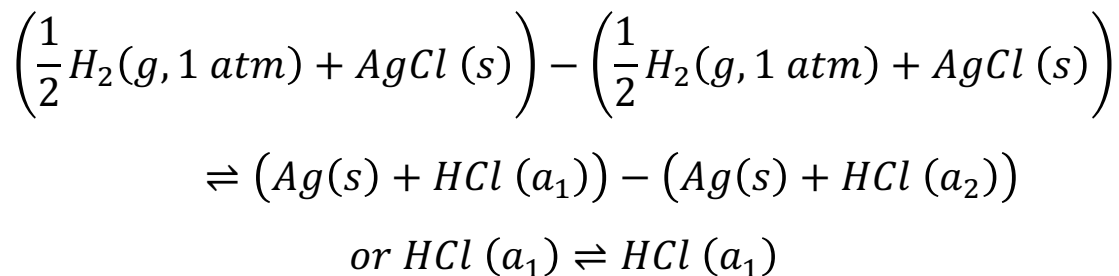 (1/2 H₂(g, 1 atm) + AgCl (s)) − (1/2 H₂(g, 1 atm) + AgCl (s))
⇌ (Ag(s) + HCl (a₁)) − (Ag(s) + HCl (a₂))
or HCl (a₁) ⇌ HCl (a₁)